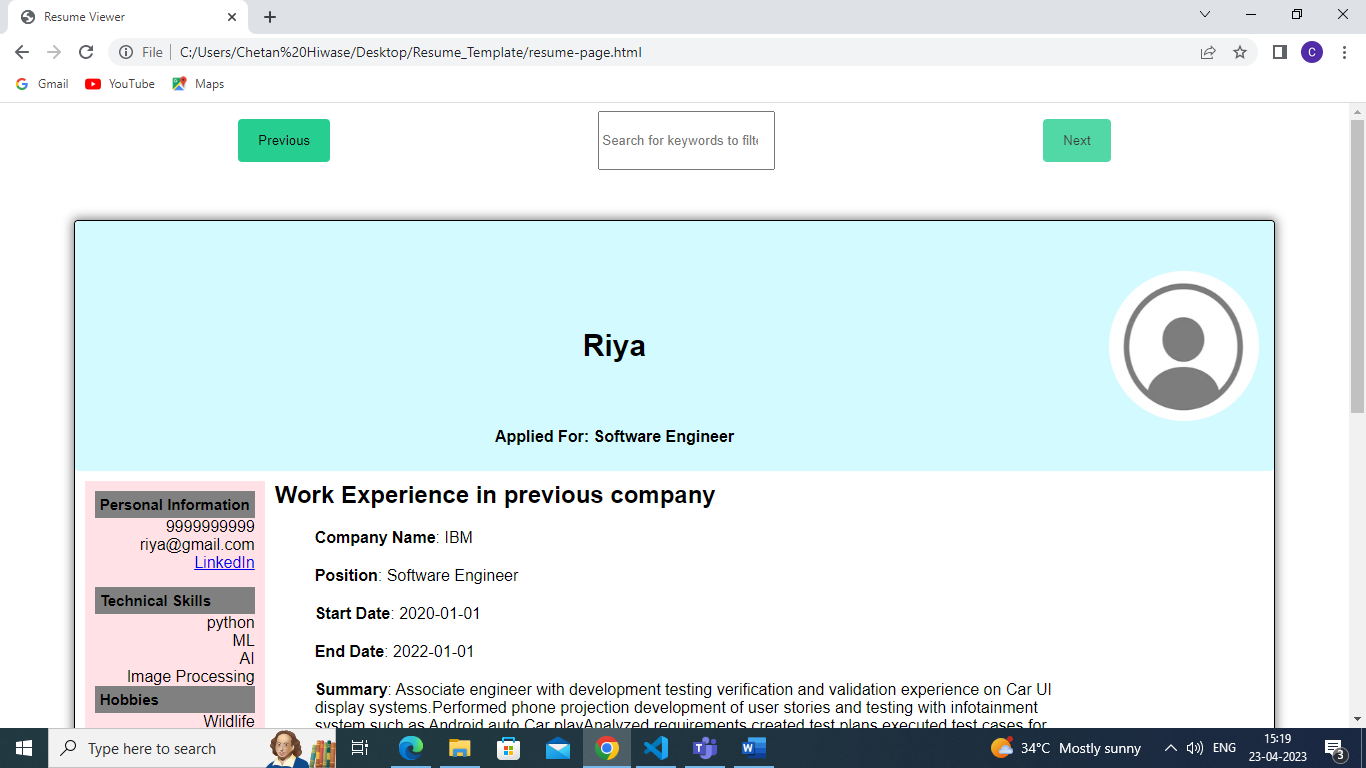 Resume Viewer
File
C:/Users/Chetan%20Hiwase/Desktop/Resume_Template/resume-page.html
C
Gmail
YouTube
Maps
Previous
Search for keywords to filte
Next
Riya
Applied For: Software Engineer
Personal Information
9999999999
riya@gmail.com
LinkedIn
Technical Skills
python
ML
AI
Image Processing
Hobbies
Wildlife
Work Experience in previous company
Company Name: IBM
Position: Software Engineer
Start Date: 2020-01-01
End Date: 2022-01-01
Summary: Associate engineer with development testing verification and validation experience on Car UI
display systems.Performed phone projection development of user stories and testing with infotainment
system such as Android auto Car playAnalyzed requirements created test plans executed test cases for
Type here to search
34°C Mostly sunny
ENG
15:19
23-04-2023
3